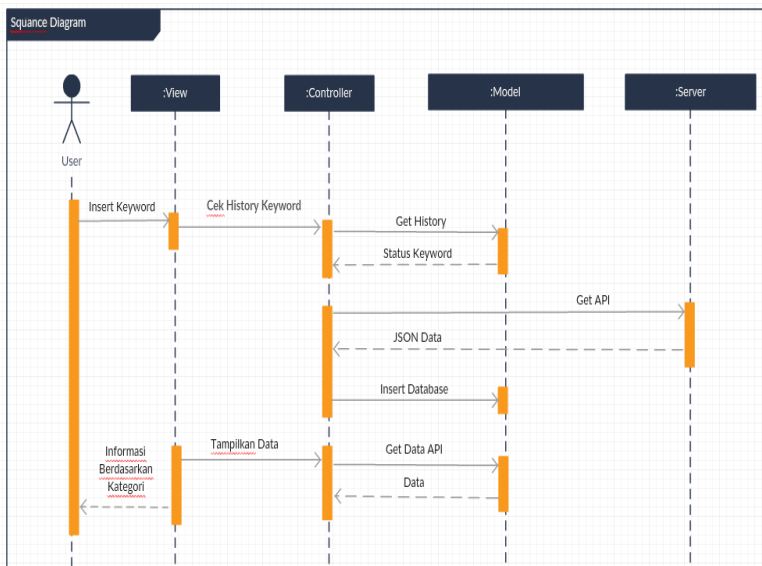 Squance Diagram
:View
:Controller
:Model
:Server
User
Insert Keyword
Cek History Keyword
Get History
Status Keyword
Get API
JSON Data
Insert Database
Tampilkan Data
Informasi
Berdasarkan
Kategori
Get Data API
Data